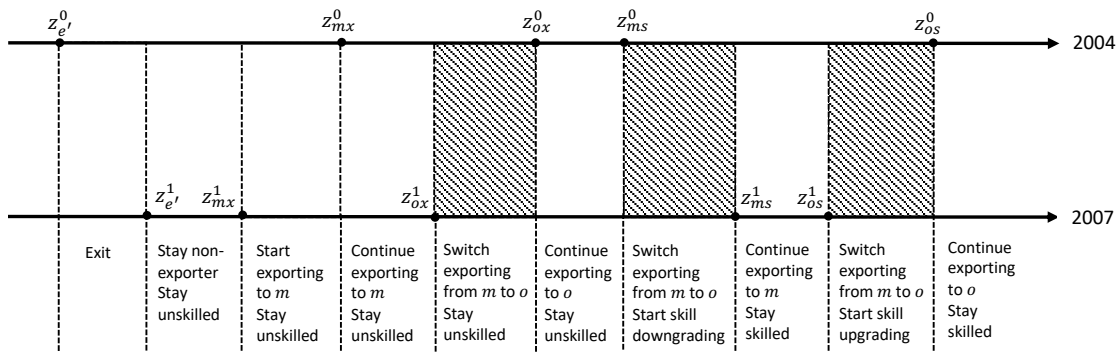 z⁰ₑ′ z⁰ₘₓ z⁰ₒₓ z⁰ₘₛ z⁰ₒₛ
2004
z¹ₑ′ z¹ₘₓ z¹ₒₓ z¹ₘₛ z¹ₒₛ
2007
Exit
Stay non-
exporter
Stay
unskilled
Start
exporting
to m
Stay
unskilled
Continue
exporting
to m
Stay
unskilled
Switch
exporting
from m to o
Stay
unskilled
Continue
exporting
to o
Stay
unskilled
Switch
exporting
from m to o
Start skill
downgrading
Continue
exporting
to m
Stay
skilled
Switch
exporting
from m to o
Start skill
upgrading
Continue
exporting
to o
Stay
skilled